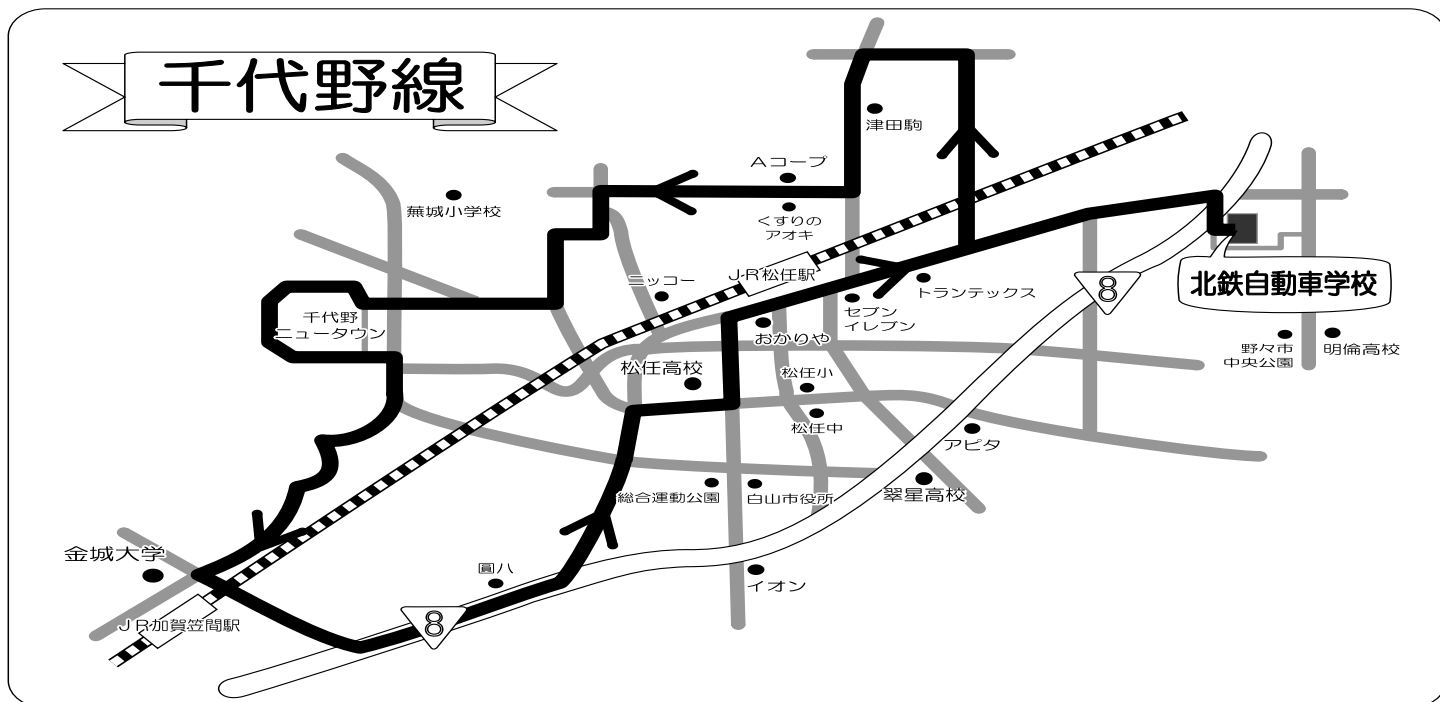 千代野線
津田駒
Aコープ
蕪城小学校
くすりの
アオキ
JR松任駅
ニッコー
トランテックス
8
北鉄自動車学校
セブン
イレブン
千代野
ニュータウン
おかりや
野々市
中央公園
明倫高校
松任高校
松任小
松任中
アピタ
総合運動公園
白山市役所
翠星高校
金城大学
圓八
イオン
JR加賀笠間駅
8